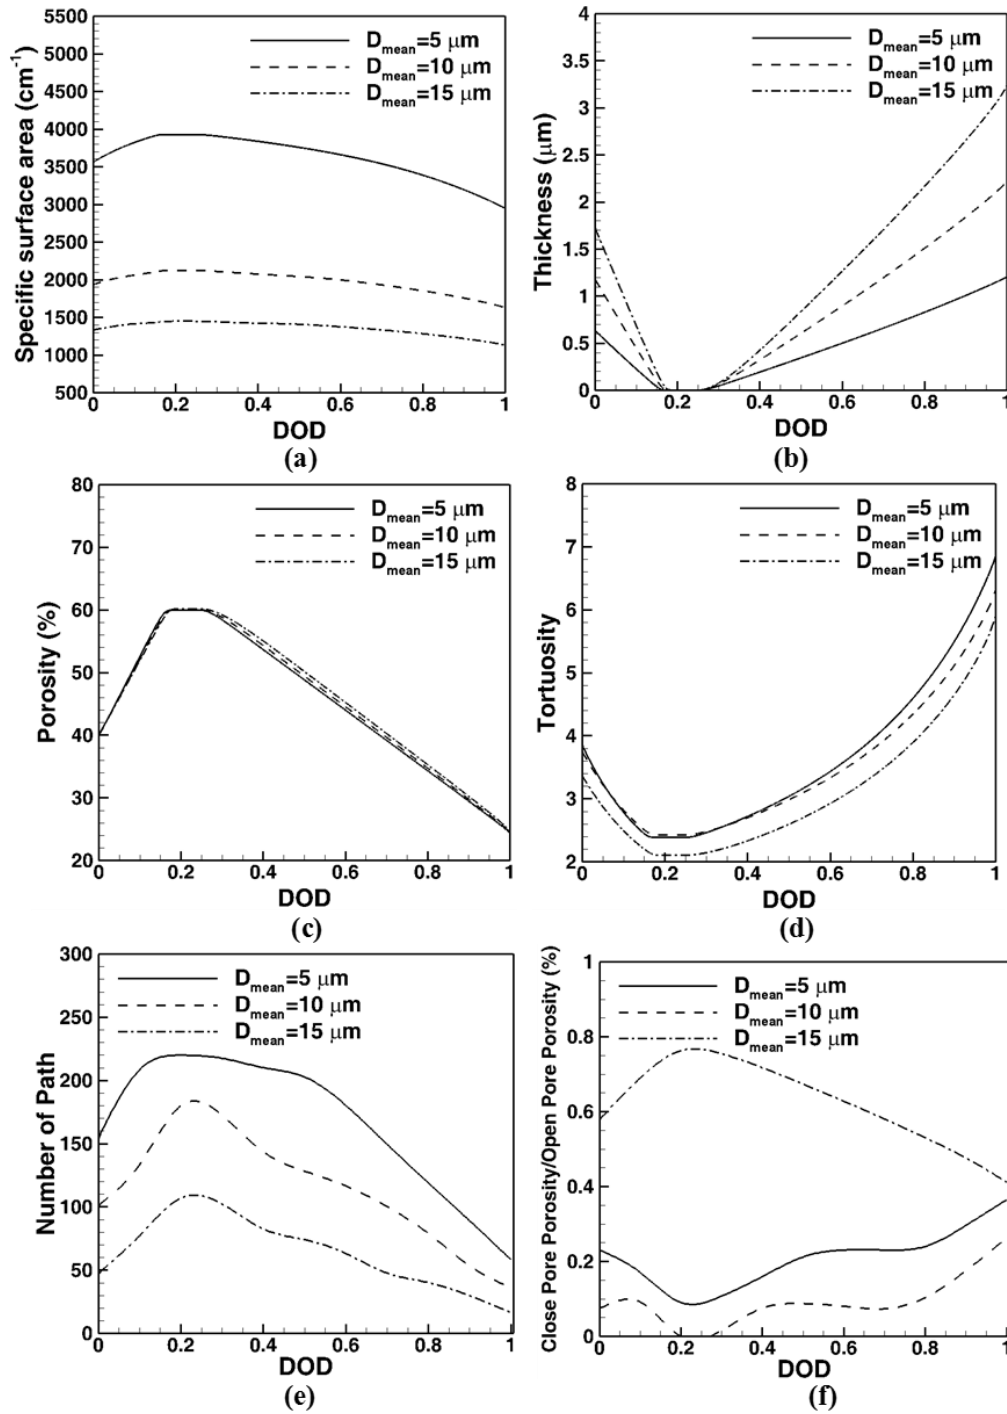 Specific surface area (cm⁻¹)
5500
5000
4500
4000
3500
3000
2500
2000
1500
1000
500
D_mean=5 μm
D_mean=10 μm
D_mean=15 μm
0 0.2 0.4 0.6 0.8 1
DOD
(a)
Thickness (μm)
4
3.5
3
2.5
2
1.5
1
0.5
0
D_mean=5 μm
D_mean=10 μm
D_mean=15 μm
0 0.2 0.4 0.6 0.8 1
DOD
(b)
Porosity (%)
80
70
60
50
40
30
20
D_mean=5 μm
D_mean=10 μm
D_mean=15 μm
0 0.2 0.4 0.6 0.8 1
DOD
(c)
Tortuosity
8
7
6
5
4
3
2
D_mean=5 μm
D_mean=10 μm
D_mean=15 μm
0 0.2 0.4 0.6 0.8 1
DOD
(d)
Number of Path
300
250
200
150
100
50
0
D_mean=5 μm
D_mean=10 μm
D_mean=15 μm
0 0.2 0.4 0.6 0.8 1
DOD
(e)
Close Pore Porosity/Open Pore Porosity (%)
1
0.8
0.6
0.4
0.2
0
D_mean=5 μm
D_mean=10 μm
D_mean=15 μm
0 0.2 0.4 0.6 0.8 1
DOD
(f)